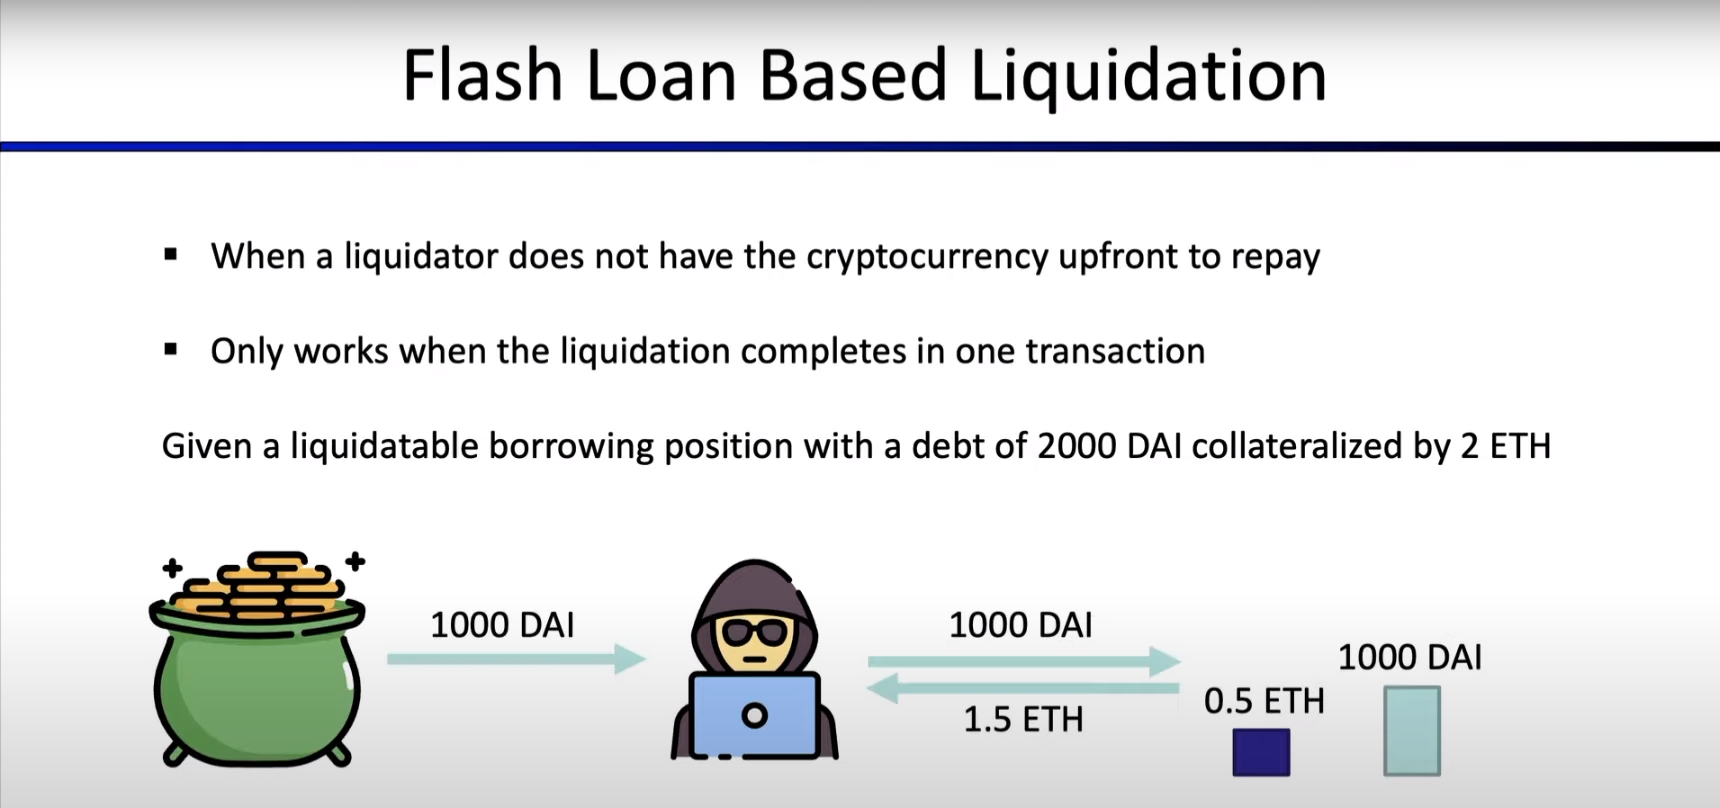 Flash Loan Based Liquidation
▪ When a liquidator does not have the cryptocurrency upfront to repay
▪ Only works when the liquidation completes in one transaction
Given a liquidatable borrowing position with a debt of 2000 DAI collateralized by 2 ETH
1000 DAI
1000 DAI
1.5 ETH
0.5 ETH
1000 DAI